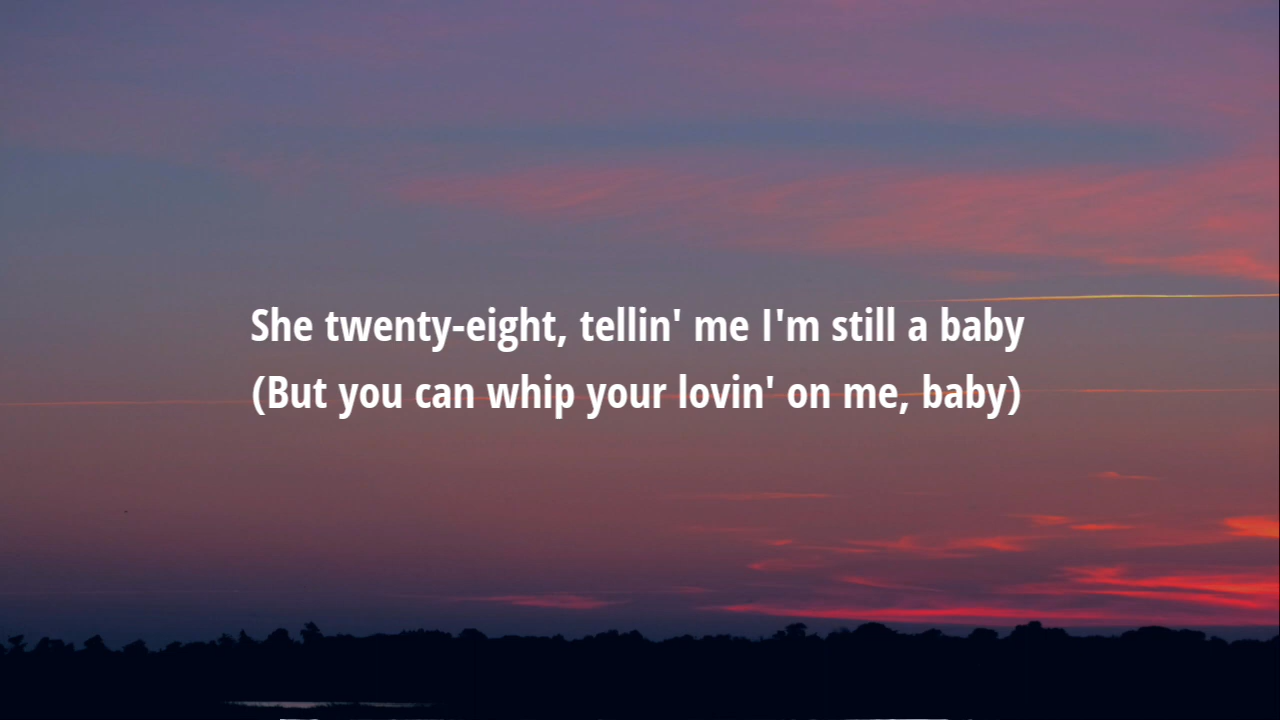 She twenty-eight, tellin' me I'm still a baby
(But you can whip your lovin' on me, baby)